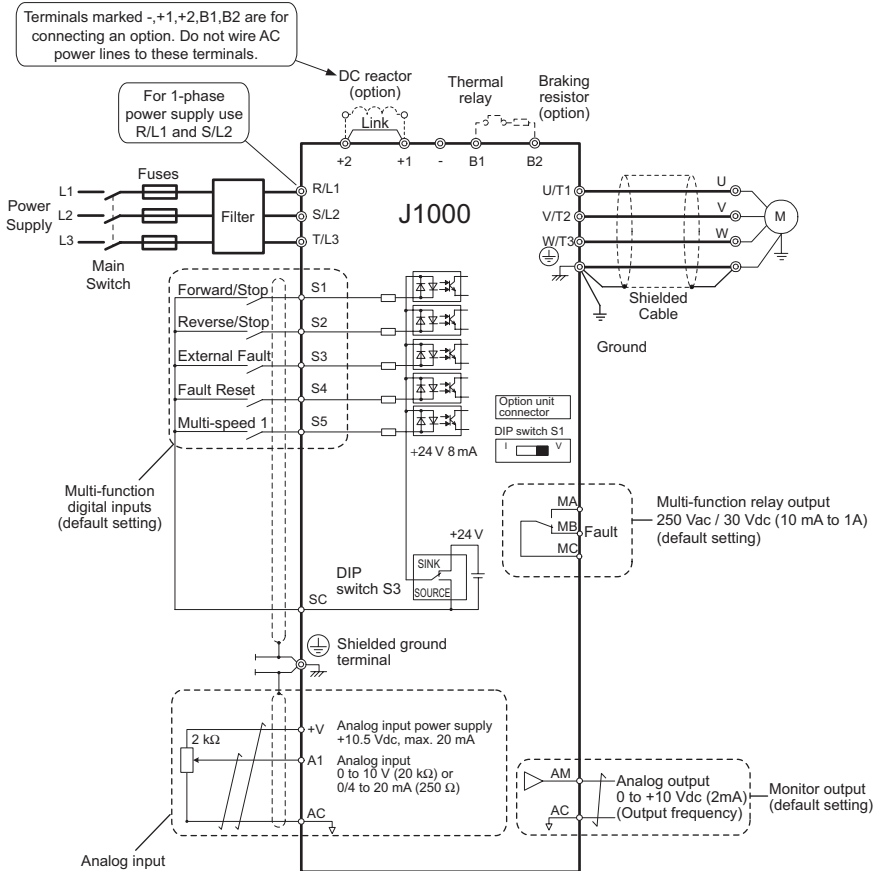 Terminals marked -,+1,+2,B1,B2 are for
connecting an option. Do not wire AC
power lines to these terminals.
DC reactor
(option)
Link
Thermal
relay
Braking
resistor
(option)
For 1-phase
power supply use
R/L1 and S/L2
+2
+1
-
B1
B2
Fuses
Power
Supply
L1
L2
L3
Main
Switch
Filter
R/L1
S/L2
T/L3
J1000
U/T1
V/T2
W/T3
U
V
W
M
Shielded
Cable
Ground
Forward/Stop
S1
Reverse/Stop
S2
External Fault
S3
Fault Reset
S4
Multi-speed 1
S5
+24 V 8 mA
Option unit
connector
DIP switch S1
I
V
Multi-function
digital inputs
(default setting)
MA
MB
MC
Fault
Multi-function relay output
250 Vac / 30 Vdc (10 mA to 1A)
(default setting)
+24 V
DIP
switch S3
SINK
SOURCE
SC
Shielded ground
terminal
2 kΩ
+V
Analog input power supply
+10.5 Vdc, max. 20 mA
A1
Analog input
0 to 10 V (20 kΩ) or
0/4 to 20 mA (250 Ω)
AC
Analog input
AM
AC
Analog output
0 to +10 Vdc (2mA)
(Output frequency)
Monitor output
(default setting)